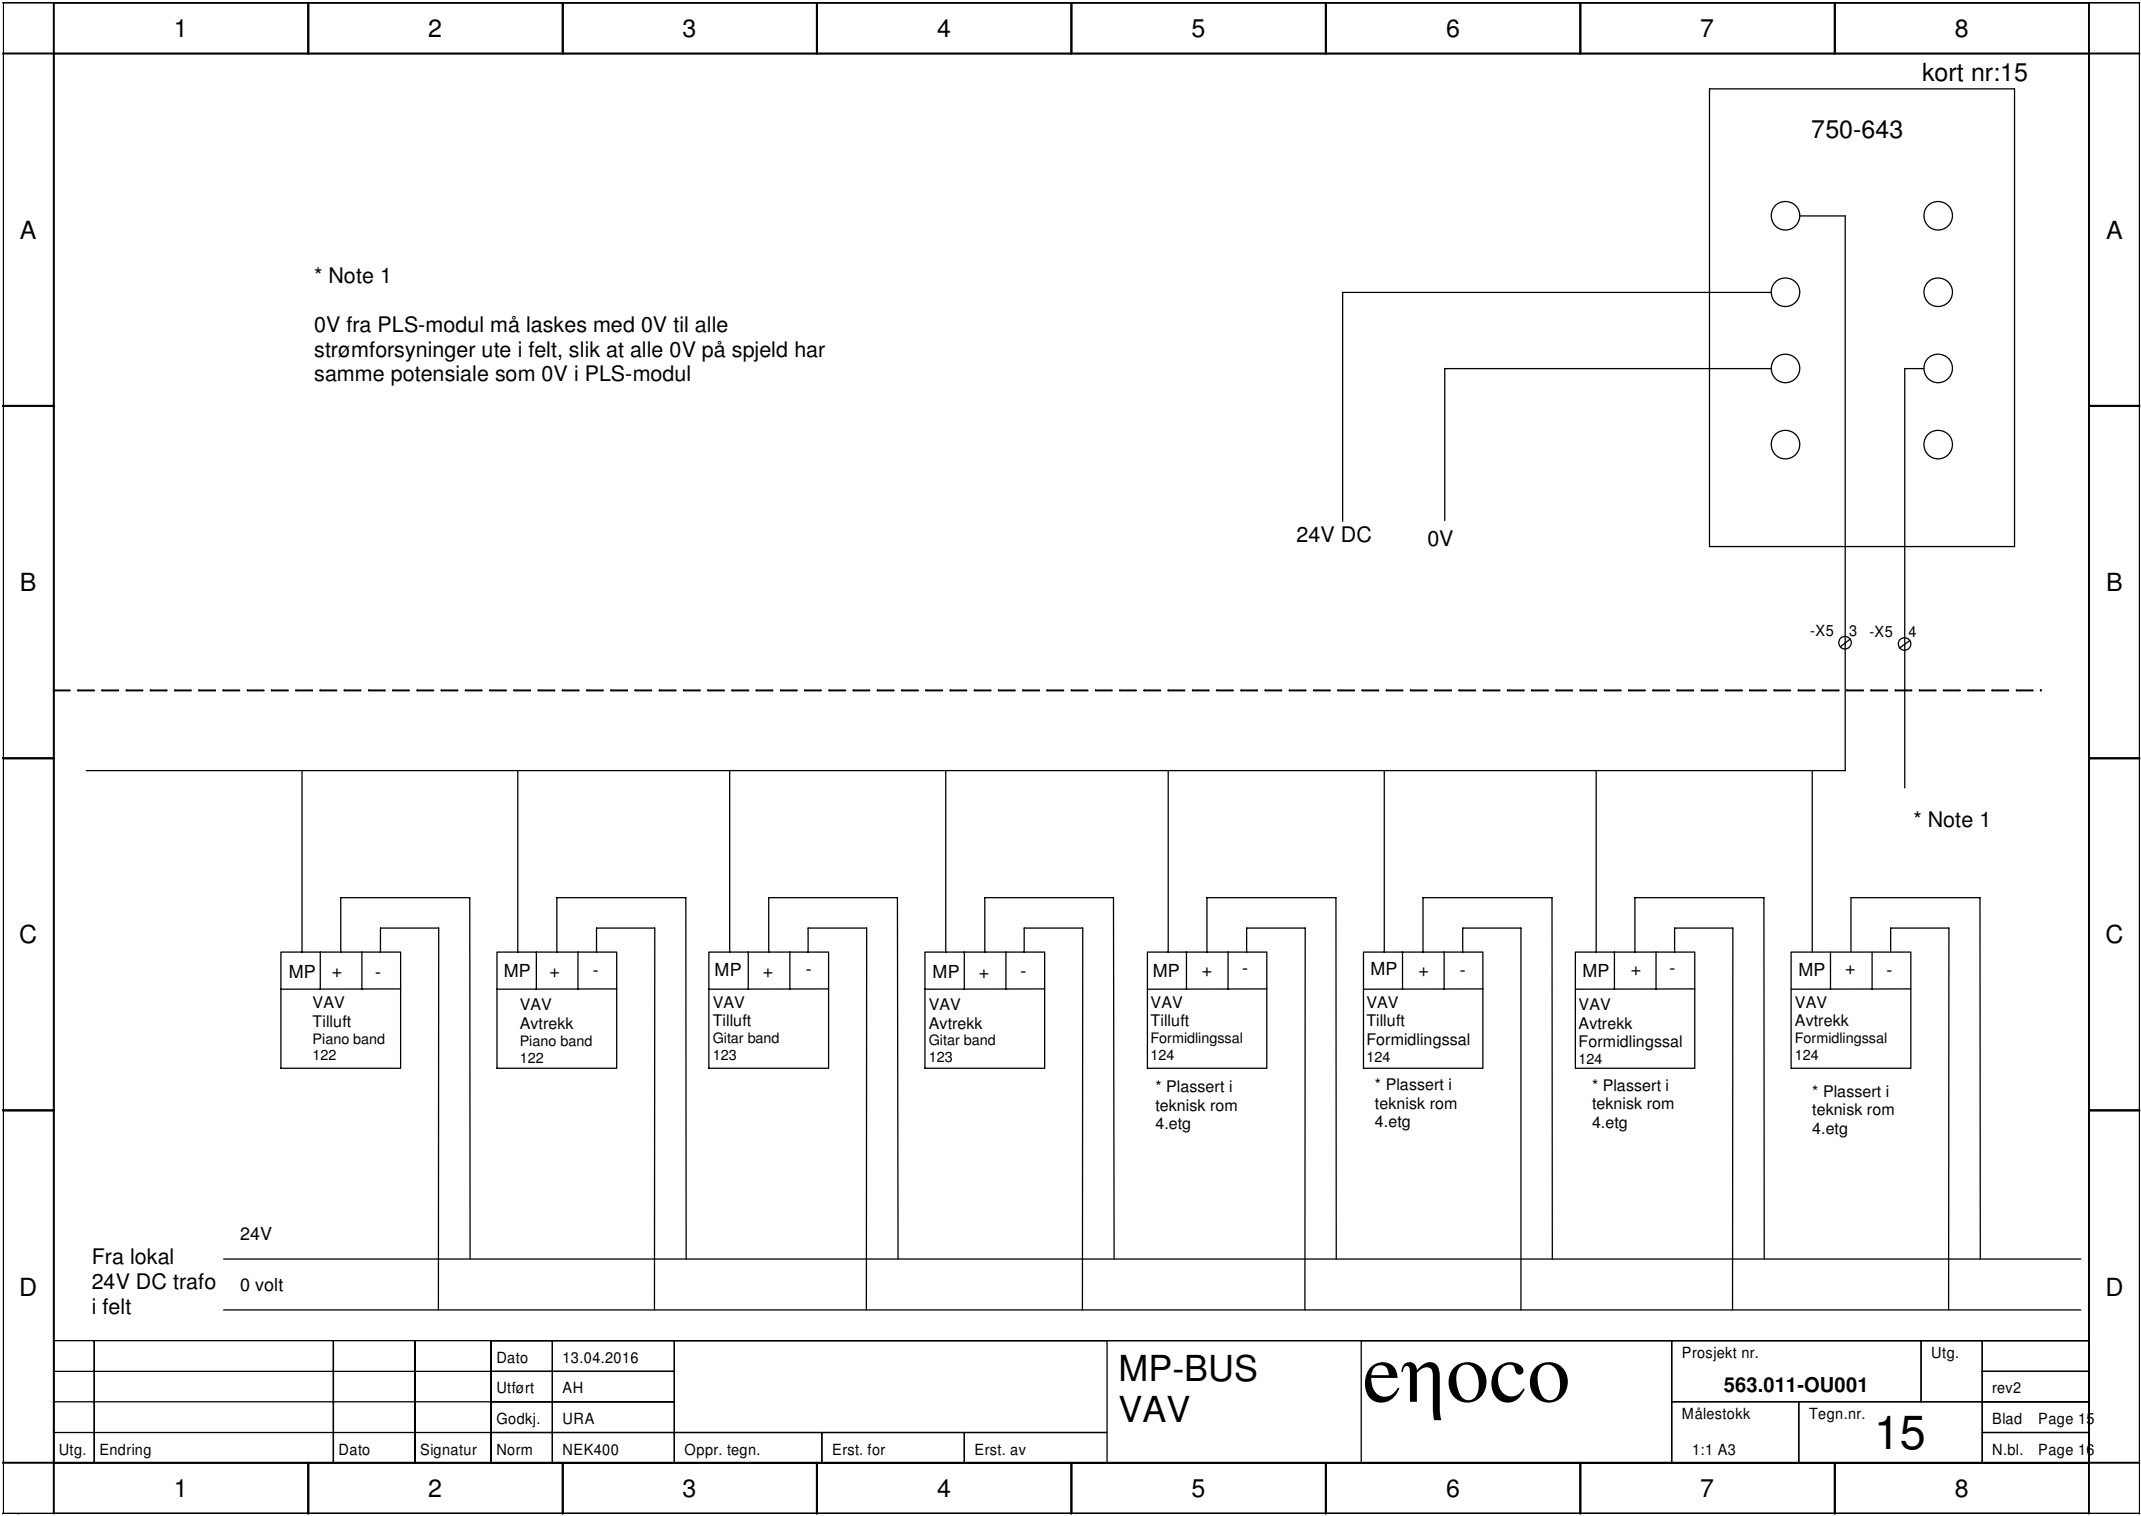 1 2 3 4 5 6 7 8
kort nr:15
750-643
A A
* Note 1
0V fra PLS-modul må laskes med 0V til alle
strømforsyninger ute i felt, slik at alle 0V på spjeld har
samme potensiale som 0V i PLS-modul
24V DC 0V
B B
-X5 3 -X5 4
* Note 1
C C
MP + -
VAV
Tilluft
Piano band
122
MP + -
VAV
Avtrekk
Piano band
122
MP + -
VAV
Tilluft
Gitar band
123
MP + -
VAV
Avtrekk
Gitar band
123
MP + -
VAV
Tilluft
Formidlingssal
124
* Plassert i
teknisk rom
4.etg
MP + -
VAV
Tilluft
Formidlingssal
124
* Plassert i
teknisk rom
4.etg
MP + -
VAV
Avtrekk
Formidlingssal
124
* Plassert i
teknisk rom
4.etg
MP + -
VAV
Avtrekk
Formidlingssal
124
* Plassert i
teknisk rom
4.etg
24V
Fra lokal
24V DC trafo
i felt
0 volt
D D
Dato 13.04.2016
Utført AH
Godkj. URA
Utg. Endring Dato Signatur Norm NEK400 Oppr. tegn. Erst. for Erst. av
MP-BUS
VAV
eηoco
Prosjekt nr.
563.011-OU001
Utg.
rev2
Målestokk
1:1 A3
Tegn.nr.
15
Blad Page 15
N.bl. Page 16
1 2 3 4 5 6 7 8